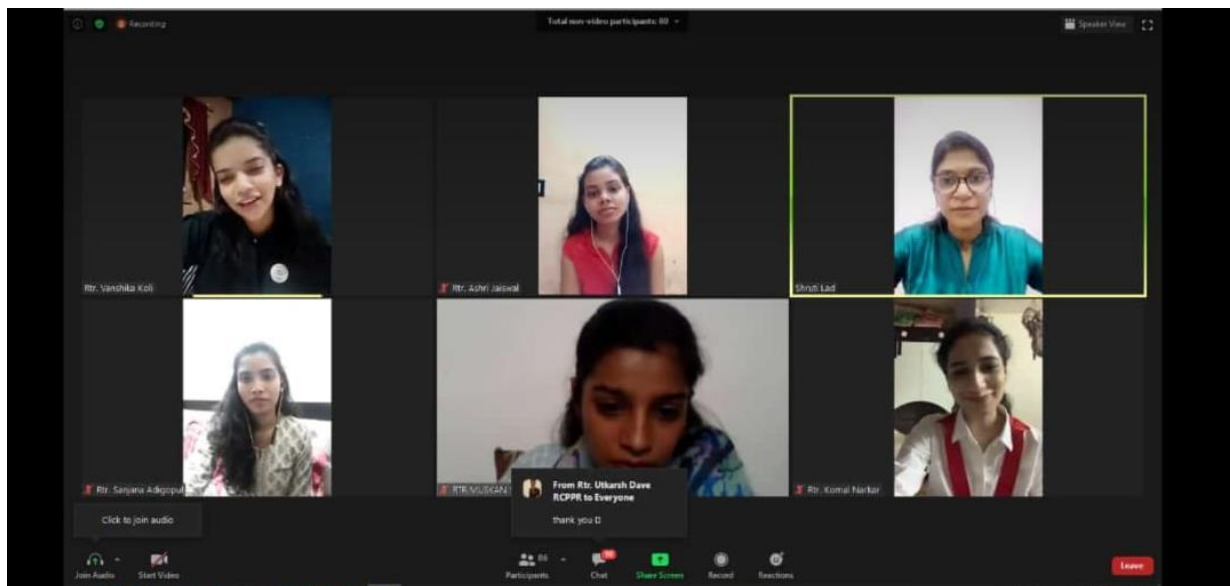 Recording
Total non-video participants: 80
Speaker View
Rtr. Vanshika Koli
Rtr. Ashri Jaiswal
Shruti Lad
Rtr. Sanjana Adigopul
RTR MUSKAN
Rtr. Komal Narkar
From Rtr. Utkarsh Dave
RCPPR to Everyone
thank you
Click to join audio
Join Audio
Start Video
86
Participants
Chat
Share Screen
Record
Reactions
Leave